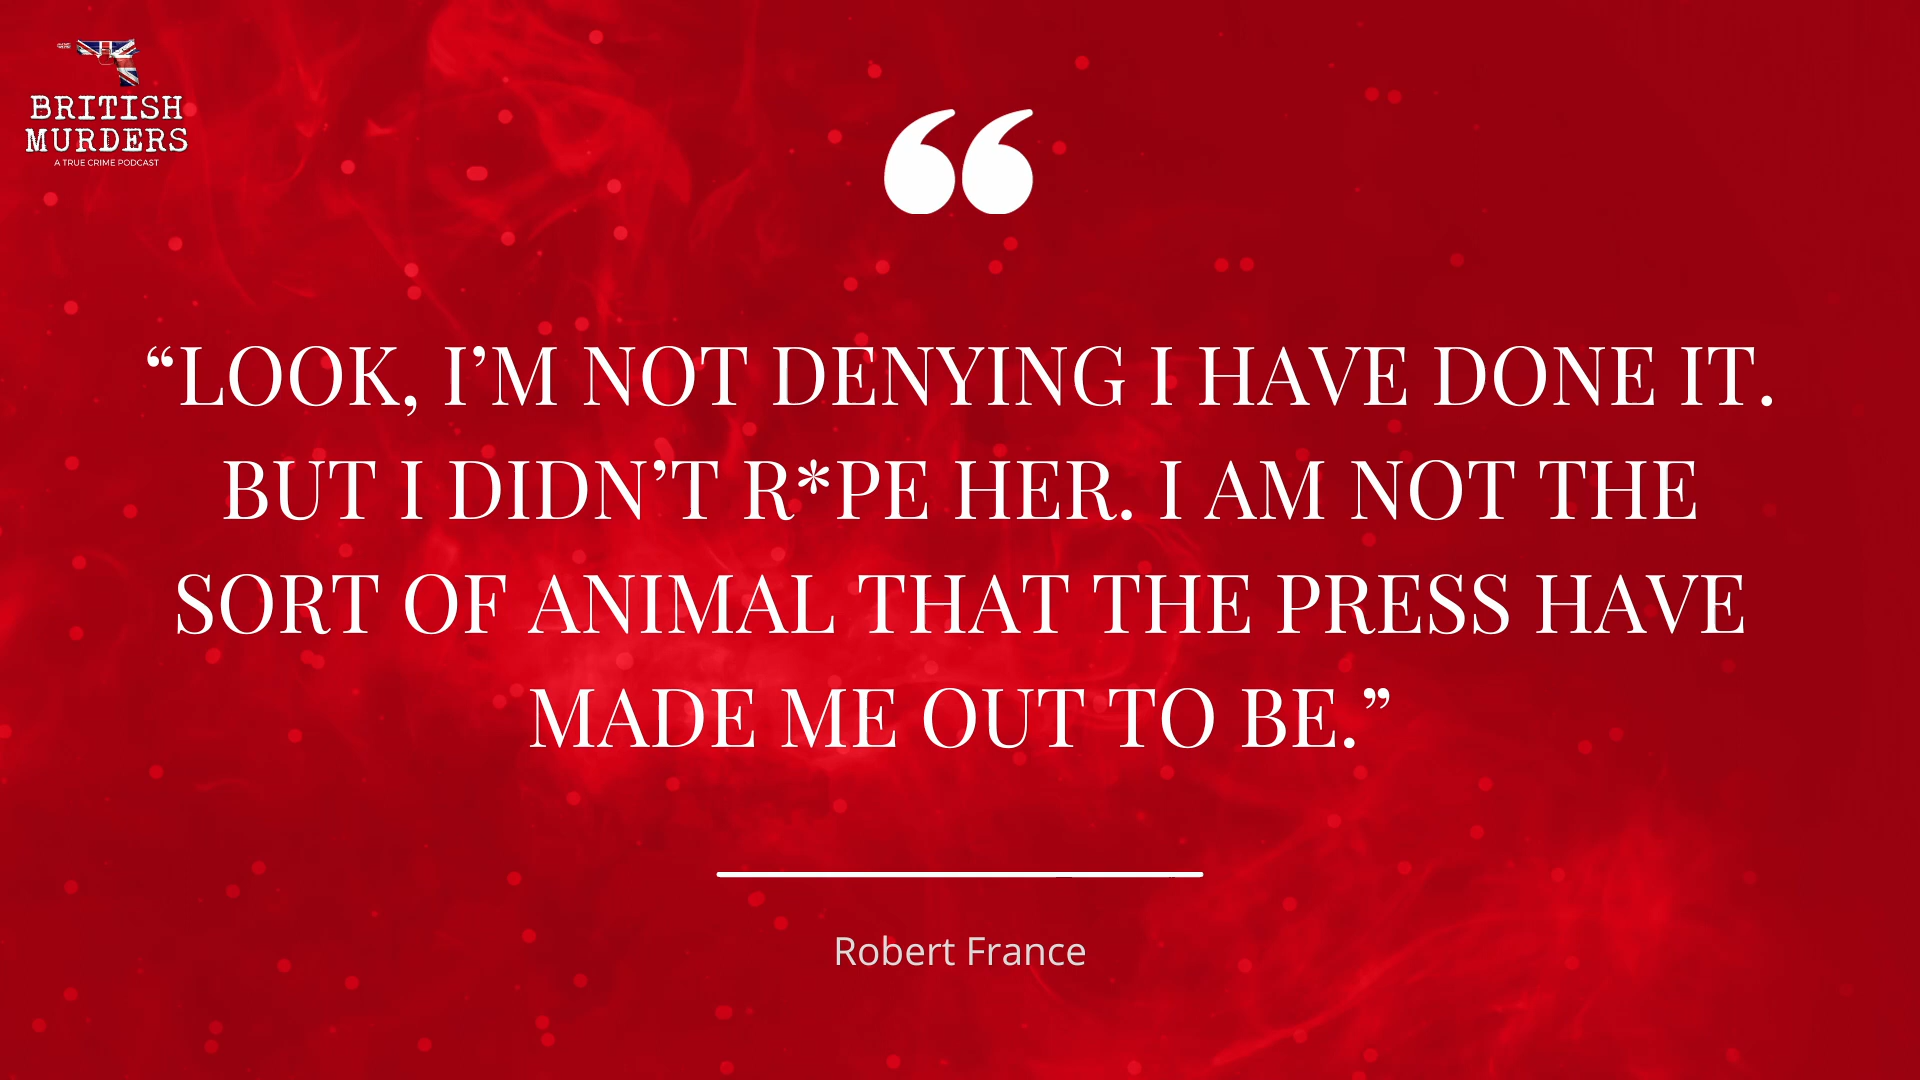 BRITISH
MURDERS
A TRUE CRIME PODCAST
“
“LOOK, I’M NOT DENYING I HAVE DONE IT.
BUT I DIDN’T R*PE HER. I AM NOT THE
SORT OF ANIMAL THAT THE PRESS HAVE
MADE ME OUT TO BE.”
Robert France